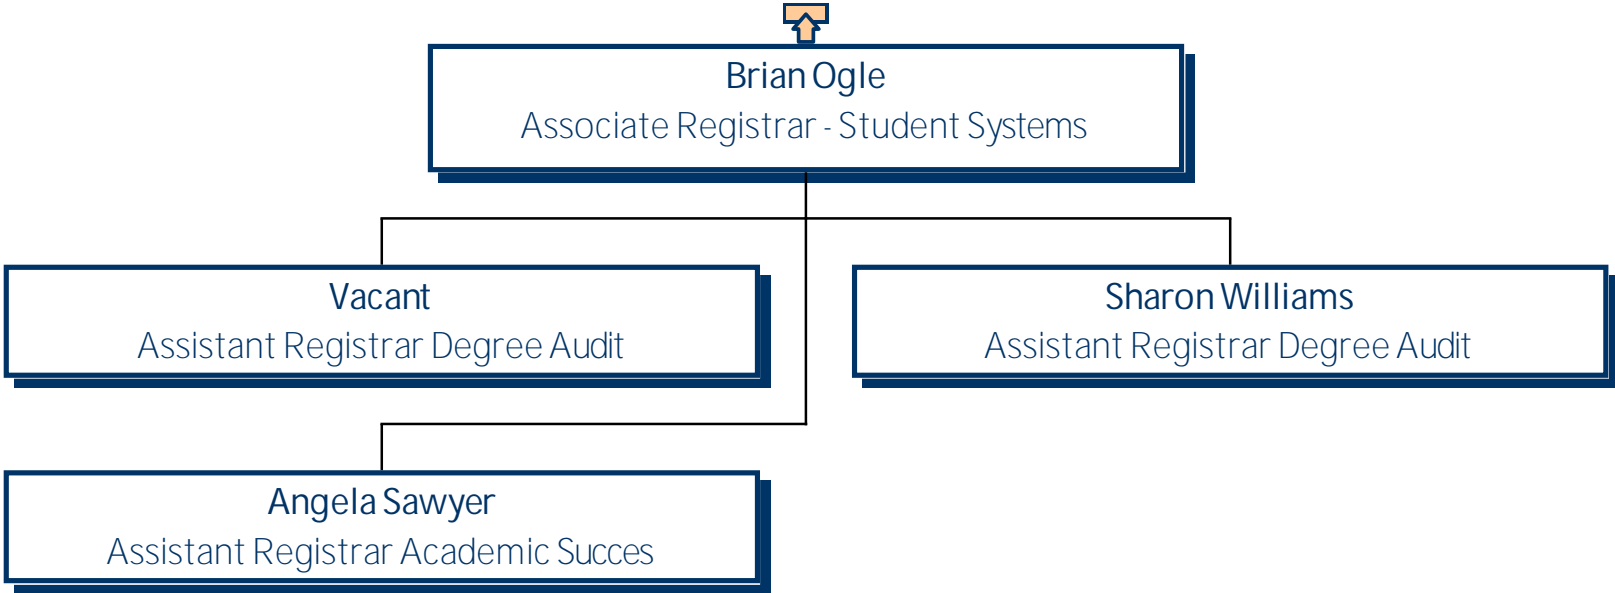 Brian Ogle
Associate Registrar - Student Systems
Vacant
Assistant Registrar Degree Audit
Sharon Williams
Assistant Registrar Degree Audit
Angela Sawyer
Assistant Registrar Academic Succes